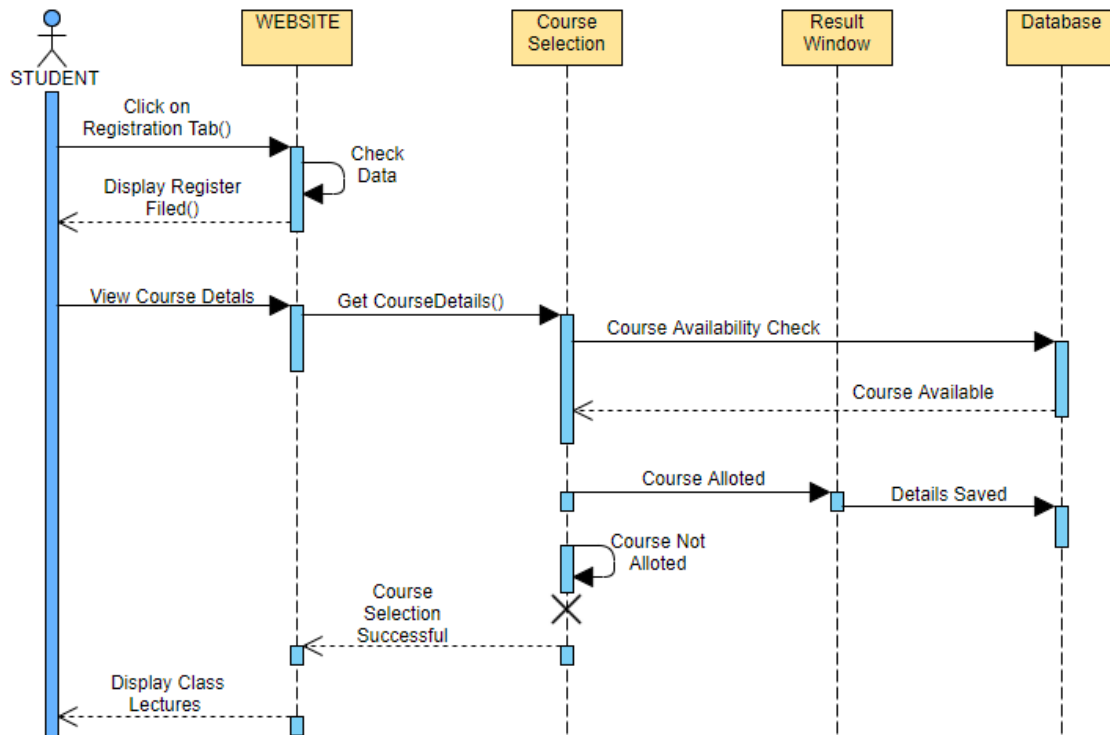 WEBSITE
Course
Selection
Result
Window
Database
STUDENT
Click on
Registration Tab()
Check
Data
Display Register
Filed()
View Course Detals
Get CourseDetails()
Course Availability Check
Course Available
Course Alloted
Details Saved
Course Not
Alloted
Course
Selection
Successful
Display Class
Lectures